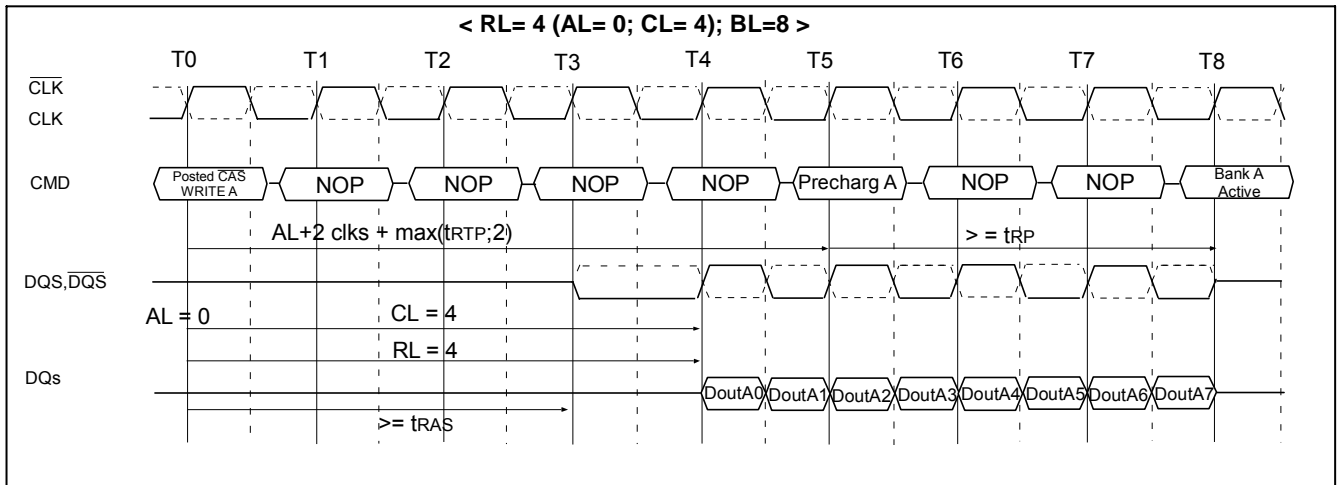 < RL= 4 (AL= 0; CL= 4); BL=8 >
T0 T1 T2 T3 T4 T5 T6 T7 T8
CLK
CLK
CMD
Posted CAS
WRITE A
NOP
NOP
NOP
NOP
Precharg A
NOP
NOP
Bank A
Active
AL+2 clks + max(tRTP;2)
> = tRP
DQS,DQS
AL = 0
CL = 4
RL = 4
DQs
DoutA0 DoutA1 DoutA2 DoutA3 DoutA4 DoutA5 DoutA6 DoutA7
>= tRAS